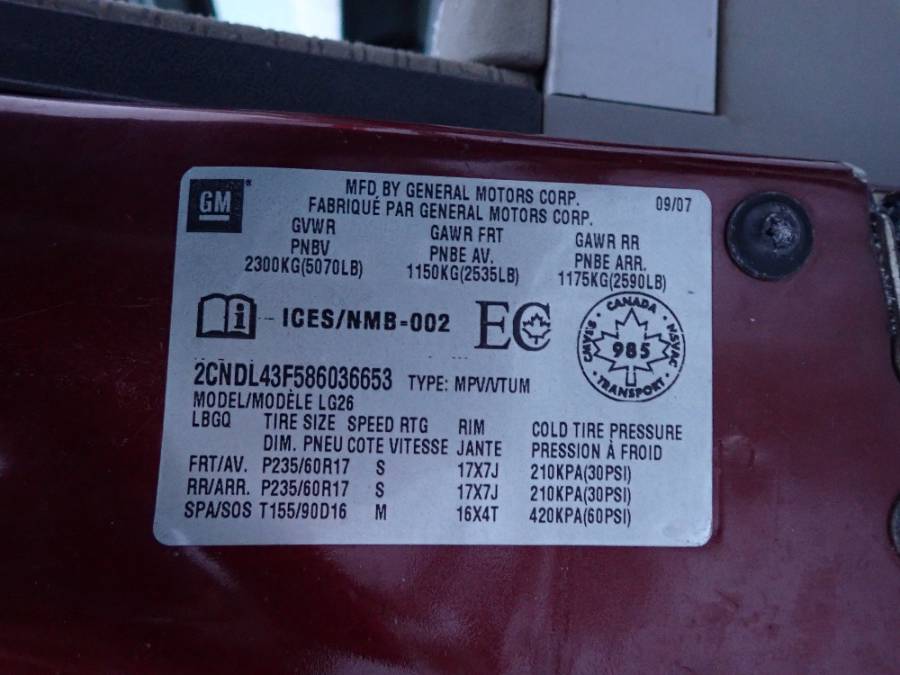 GM
MFD BY GENERAL MOTORS CORP. 09/07
FABRIQUÉ PAR GENERAL MOTORS CORP.
GVWR GAWR FRT GAWR RR
PNBV PNBE AV. PNBE ARR.
2300KG(5070LB) 1150KG(2535LB) 1175KG(2590LB)
i ICES/NMB-002 EC
CANADA
CMVSS 985 NSVAC
TRANSPORT
2CNDL43F586036653 TYPE: MPV/VTUM
MODEL/MODÈLE LG26
LBGQ TIRE SIZE SPEED RTG RIM COLD TIRE PRESSURE
DIM. PNEU COTE VITESSE JANTE PRESSION À FROID
FRT/AV. P235/60R17 S 17X7J 210KPA(30PSI)
RR/ARR. P235/60R17 S 17X7J 210KPA(30PSI)
SPA/SOS T155/90D16 M 16X4T 420KPA(60PSI)